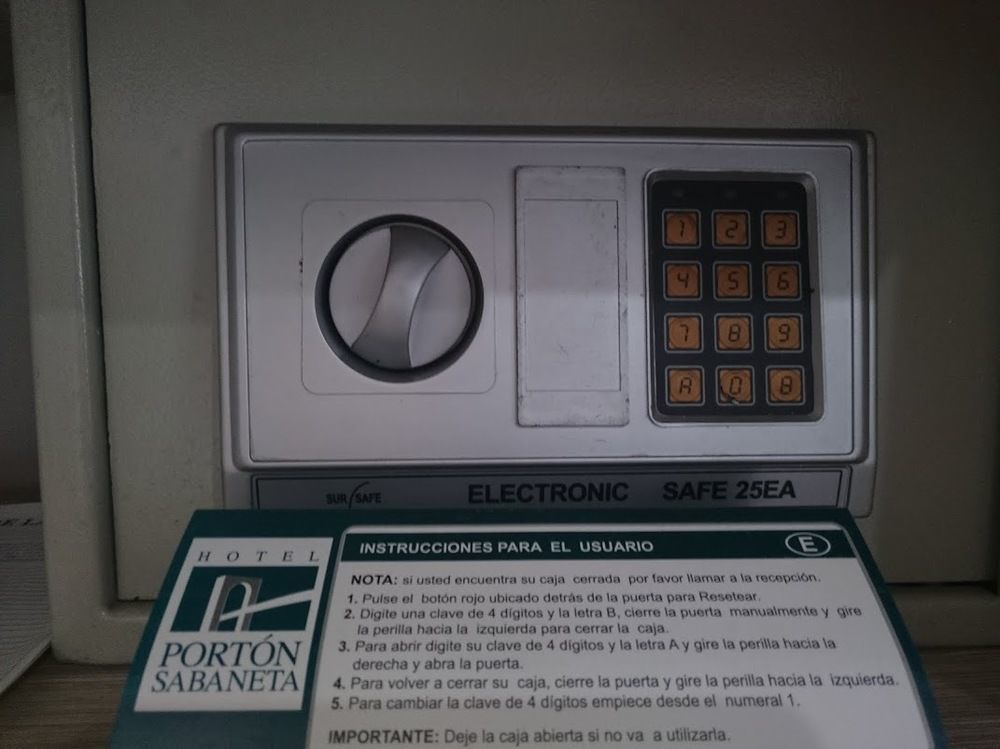 1 2 3
4 5 6
7 8 9
A 0 B
SUR SAFE ELECTRONIC SAFE 25EA
HOTEL
PORTÓN
SABANETA
INSTRUCCIONES PARA EL USUARIO E
NOTA: si usted encuentra su caja cerrada por favor llamar a la recepción.
1. Pulse el botón rojo ubicado detrás de la puerta para Resetear.
2. Digite una clave de 4 dígitos y la letra B, cierre la puerta manualmente y gire
la perilla hacia la izquierda para cerrar la caja.
3. Para abrir digite su clave de 4 dígitos y la letra A y gire la perilla hacia la
derecha y abra la puerta.
4. Para volver a cerrar su caja, cierre la puerta y gire la perilla hacia la izquierda.
5. Para cambiar la clave de 4 dígitos empiece desde el numeral 1.
IMPORTANTE: Deje la caja abierta si no va a utilizarla.